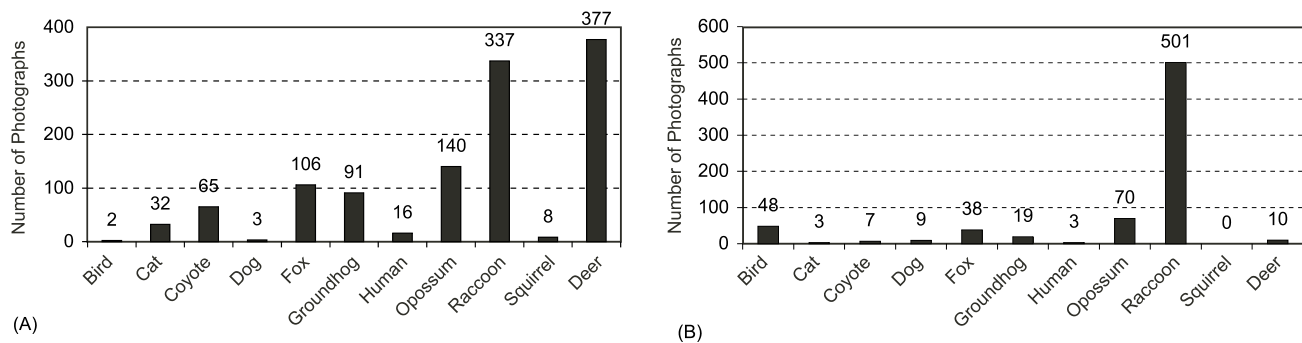 Number of Photographs
400
300
200
100
0
2
32
65
3
106
91
16
140
337
8
377
Bird
Cat
Coyote
Dog
Fox
Groundhog
Human
Opossum
Raccoon
Squirrel
Deer
(A)
Number of Photographs
600
500
400
300
200
100
0
48
3
7
9
38
19
3
70
501
0
10
Bird
Cat
Coyote
Dog
Fox
Groundhog
Human
Opossum
Raccoon
Squirrel
Deer
(B)